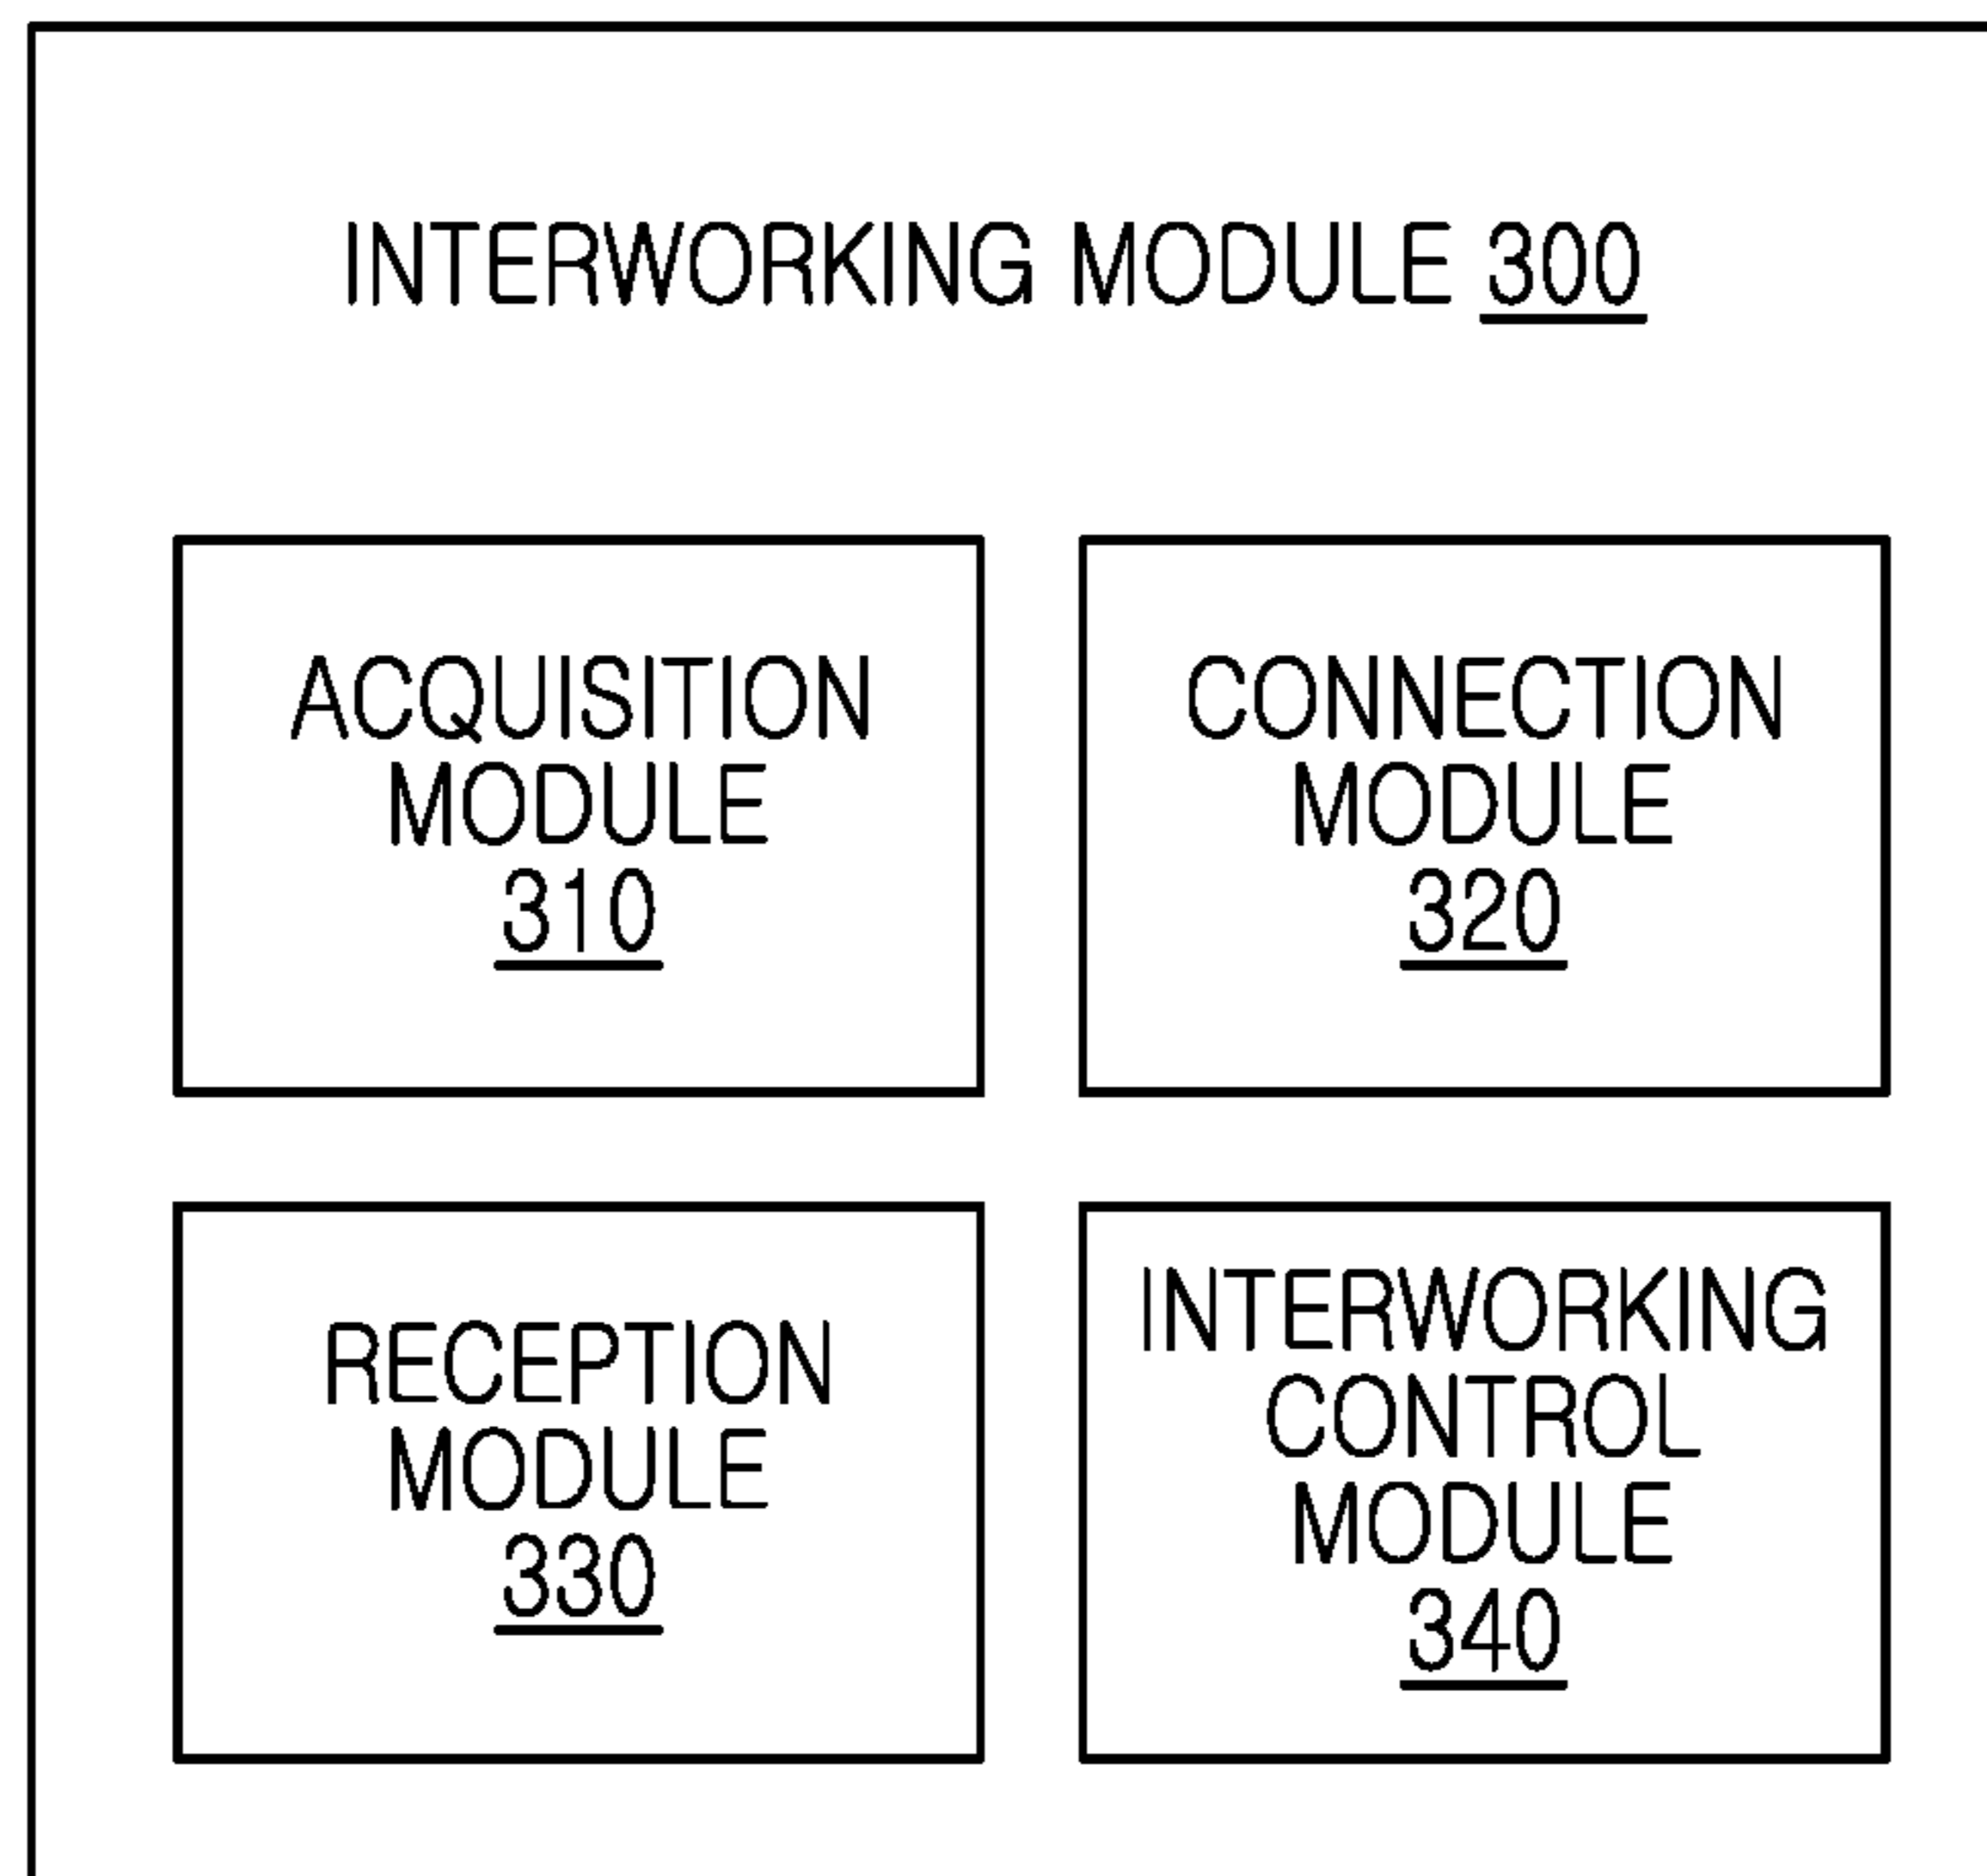 INTERWORKING MODULE 300
ACQUISITION
MODULE
310
CONNECTION
MODULE
320
RECEPTION
MODULE
330
INTERWORKING
CONTROL
MODULE
340